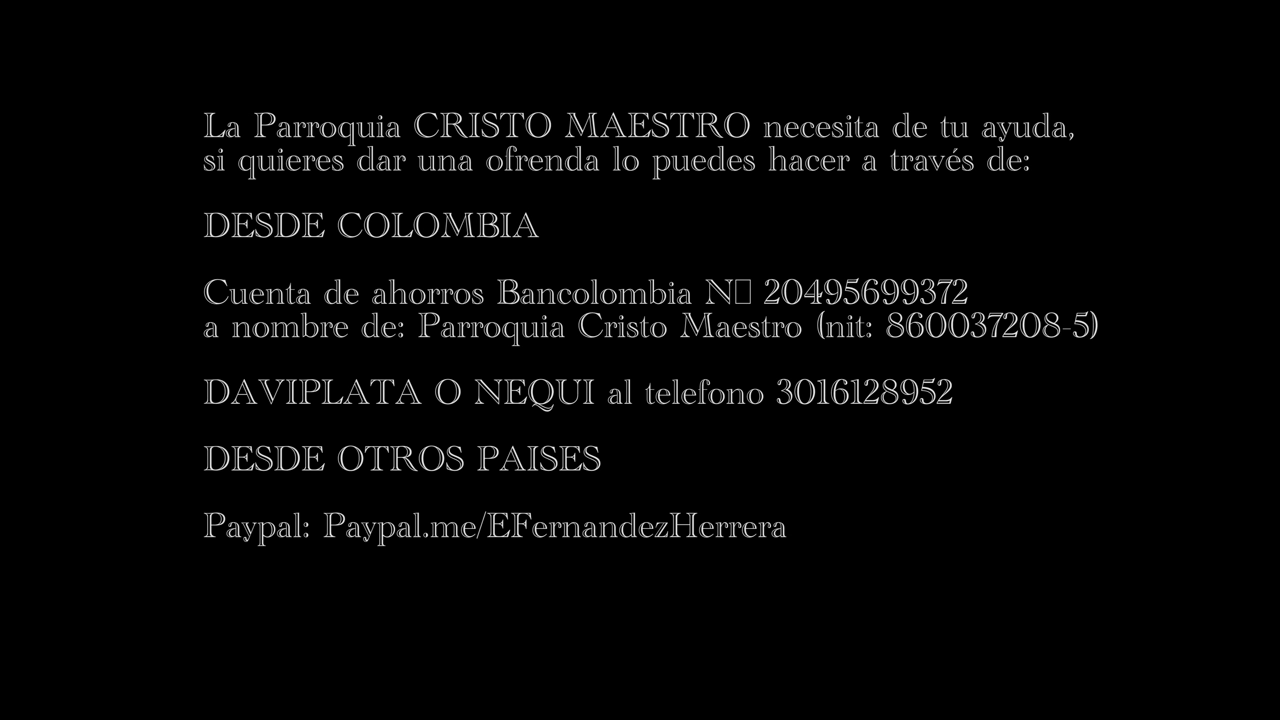 La Parroquia CRISTO MAESTRO necesita de tu ayuda,
si quieres dar una ofrenda lo puedes hacer a través de:
DESDE COLOMBIA
Cuenta de ahorros Bancolombia N□ 20495699372
a nombre de: Parroquia Cristo Maestro (nit: 860037208-5)
DAVIPLATA O NEQUI al telefono 3016128952
DESDE OTROS PAISES
Paypal: Paypal.me/EFernandezHerrera